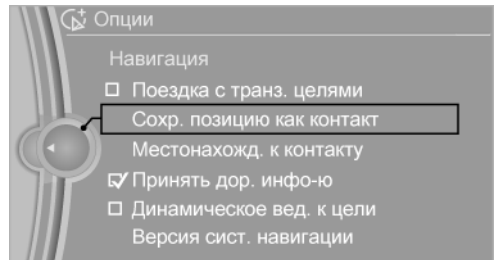 Опции
Навигация
Поездка с транз. целями
Сохр. позицию как контакт
Местонахожд. к контакту
Принять дор. инфо-ю
Динамическое вед. к цели
Версия сист. навигации